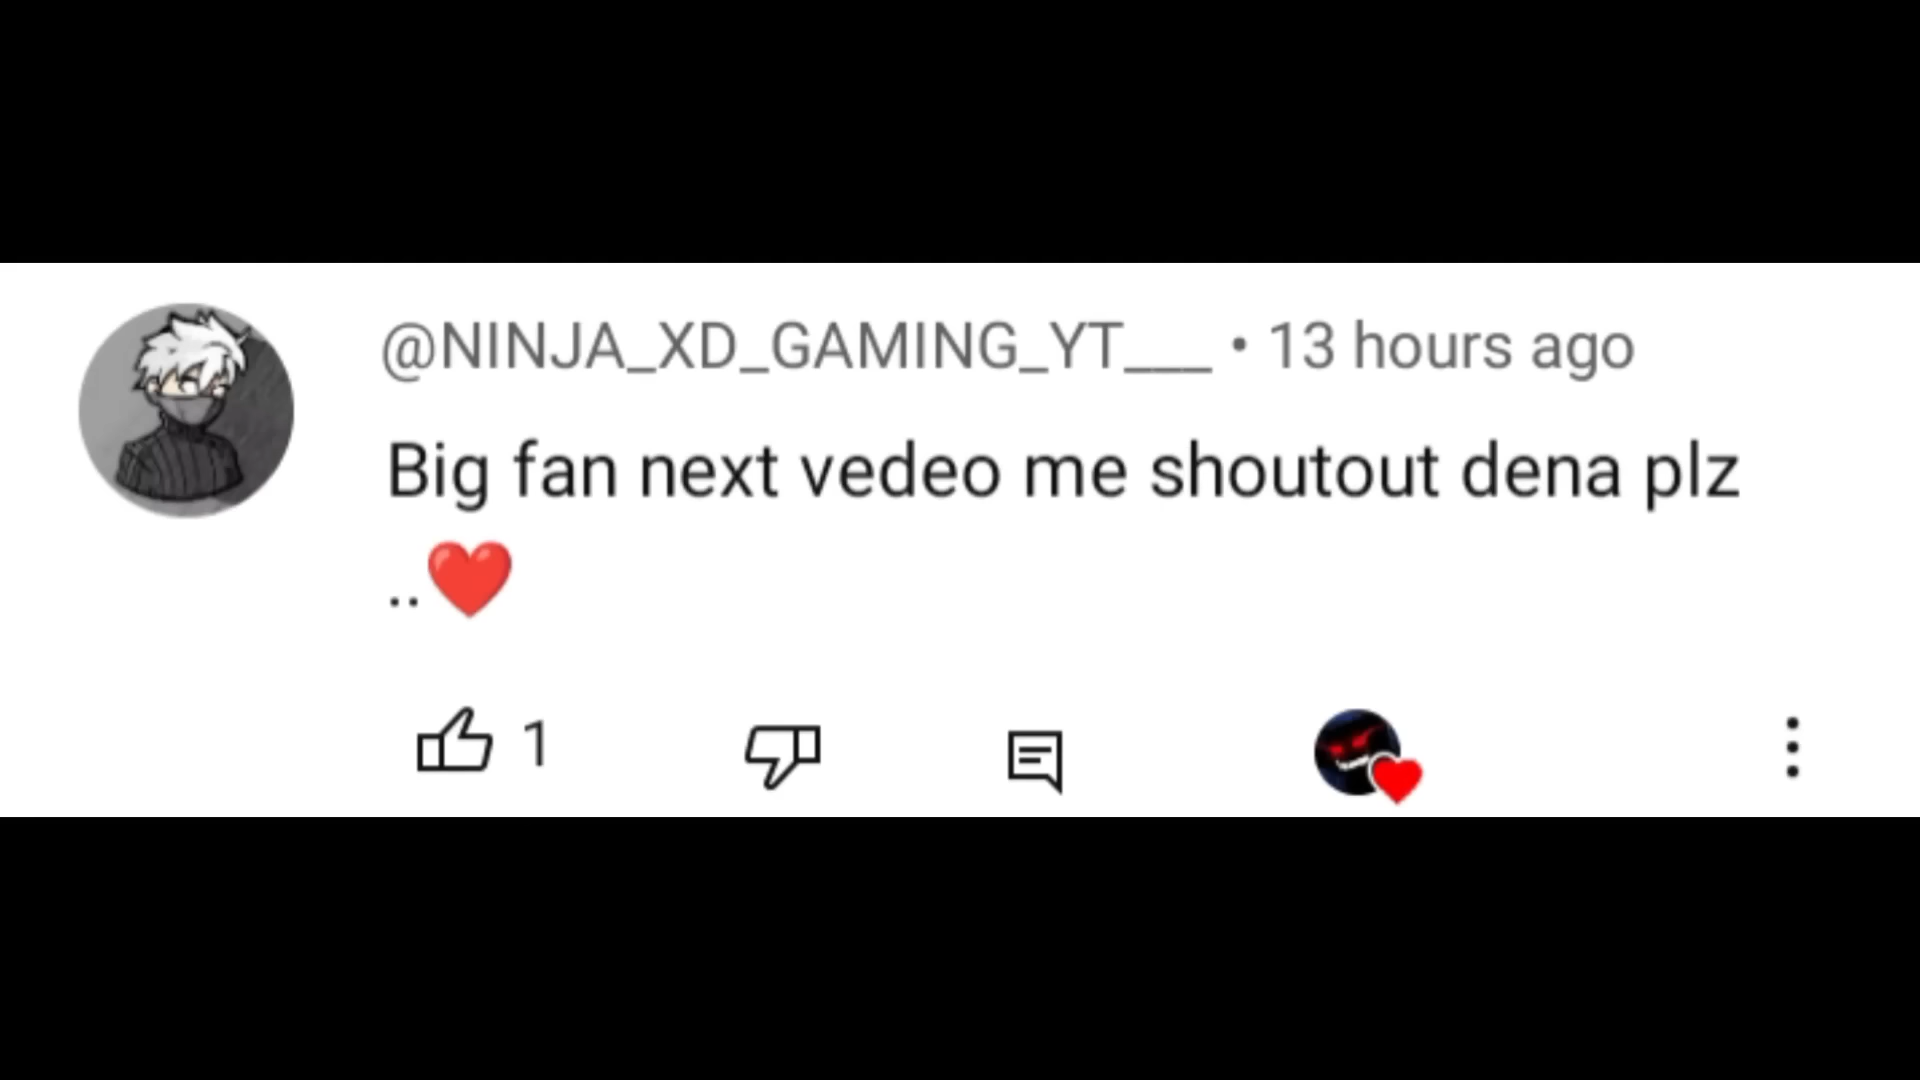 @NINJA_XD_GAMING_YT___ • 13 hours ago
Big fan next vedeo me shoutout dena plz
..❤️
1